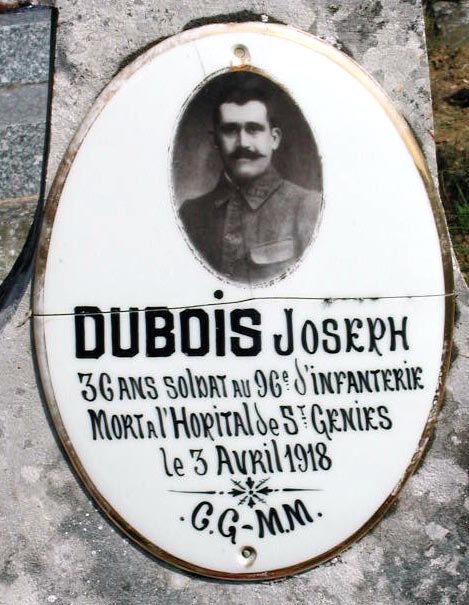 DUBOIS JOSEPH
36 ANS SOLDAT AU 96e d'INFANTERIE
MORT A l'HOPITAL de ST GENIES
le 3 AVRIL 1918
. C. G - M. M.